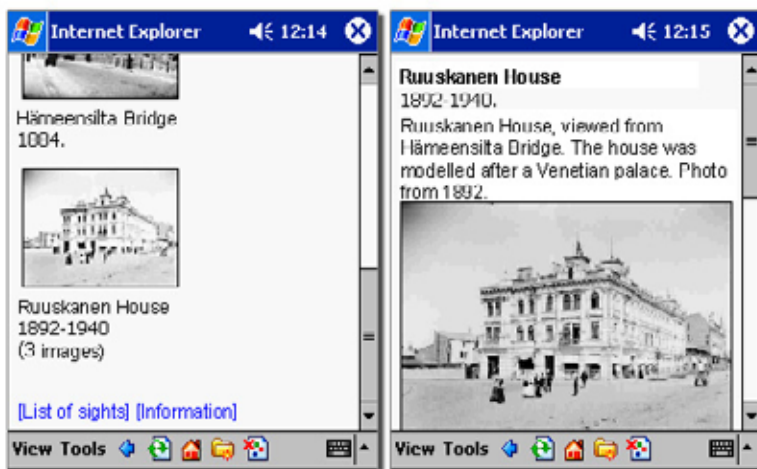 Internet Explorer 12:14
Hämeensilta Bridge
1004.
Ruuskanen House
1892-1940
(3 images)
[List of sights] [Information]
View Tools
Internet Explorer 12:15
Ruuskanen House
1892-1940.
Ruuskanen House, viewed from
Hämeensilta Bridge. The house was
modelled after a Venetian palace. Photo
from 1892.
View Tools